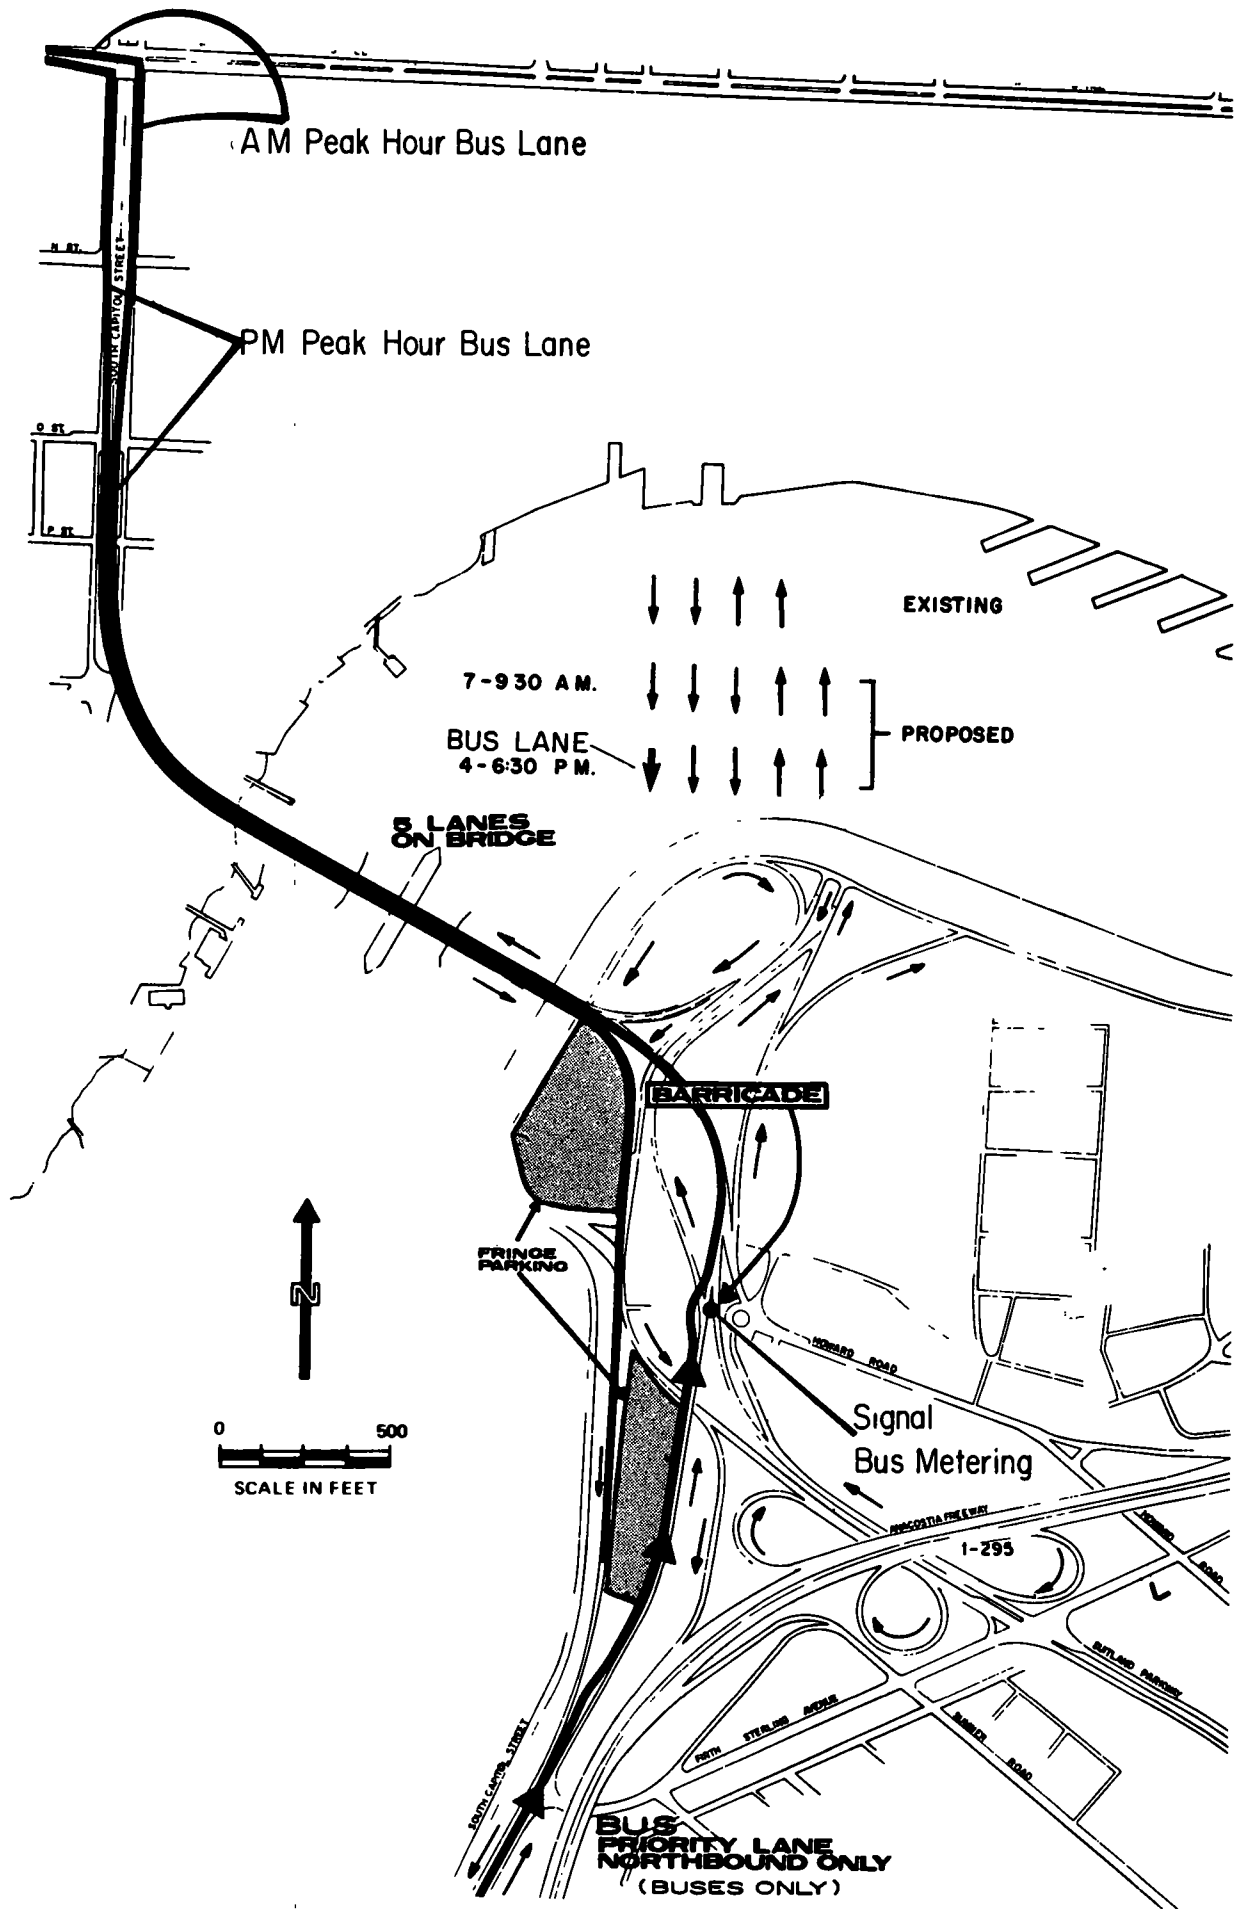 AM Peak Hour Bus Lane
N ST.
SOUTH CAPITOL STREET
PM Peak Hour Bus Lane
O ST.
P ST.
EXISTING
7-9 30 A M.
BUS LANE
4-6:30 P M.
PROPOSED
5 LANES
ON BRIDGE
BARRICADE
FRINGE
PARKING
N
HOWARD ROAD
0 500
SCALE IN FEET
Signal
Bus Metering
ANACOSTIA FREEWAY
I-295
HOWARD ROAD
SUITLAND PARKWAY
FIRTH STERLING AVENUE
SUMNER ROAD
SOUTH CAPITOL STREET
BUS
PRIORITY LANE
NORTHBOUND ONLY
(BUSES ONLY)